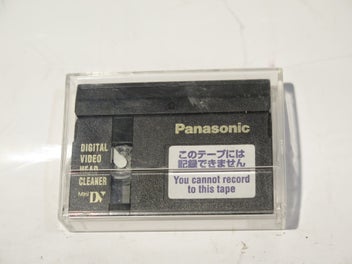 Panasonic
DIGITAL
VIDEO
HEAD
CLEANER
Mini DV
このテープには
記録できません
You cannot record
to this tape